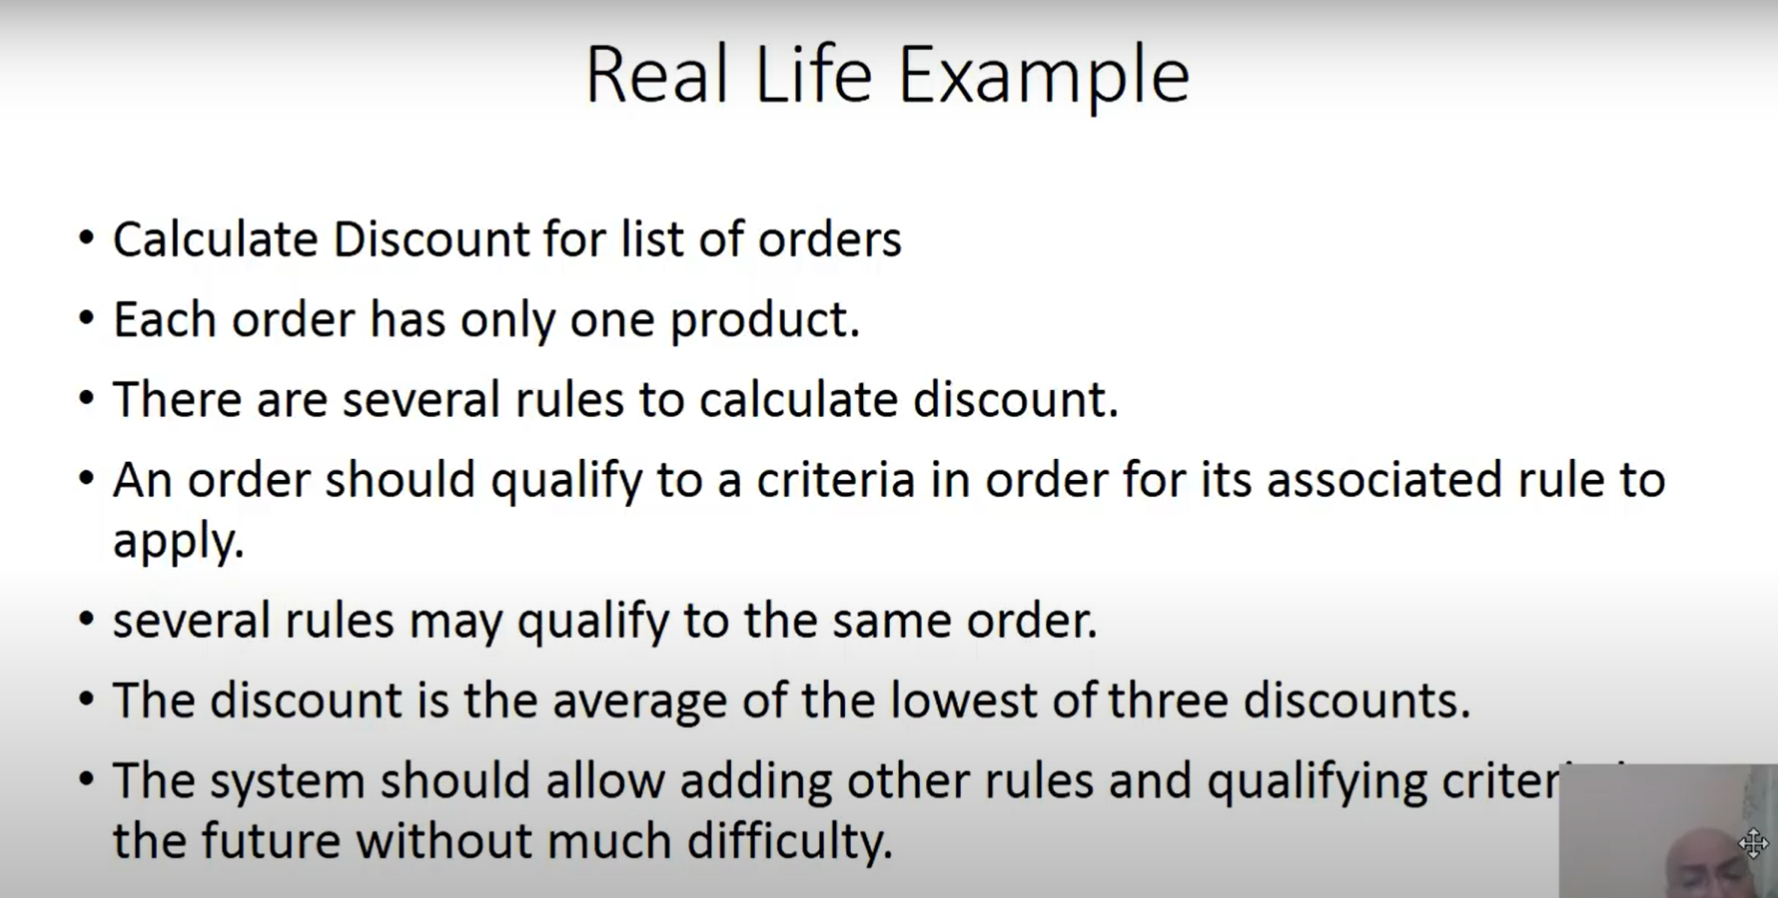 Real Life Example
• Calculate Discount for list of orders
• Each order has only one product.
• There are several rules to calculate discount.
• An order should qualify to a criteria in order for its associated rule to
apply.
• several rules may qualify to the same order.
• The discount is the average of the lowest of three discounts.
• The system should allow adding other rules and qualifying
the future without much difficulty.